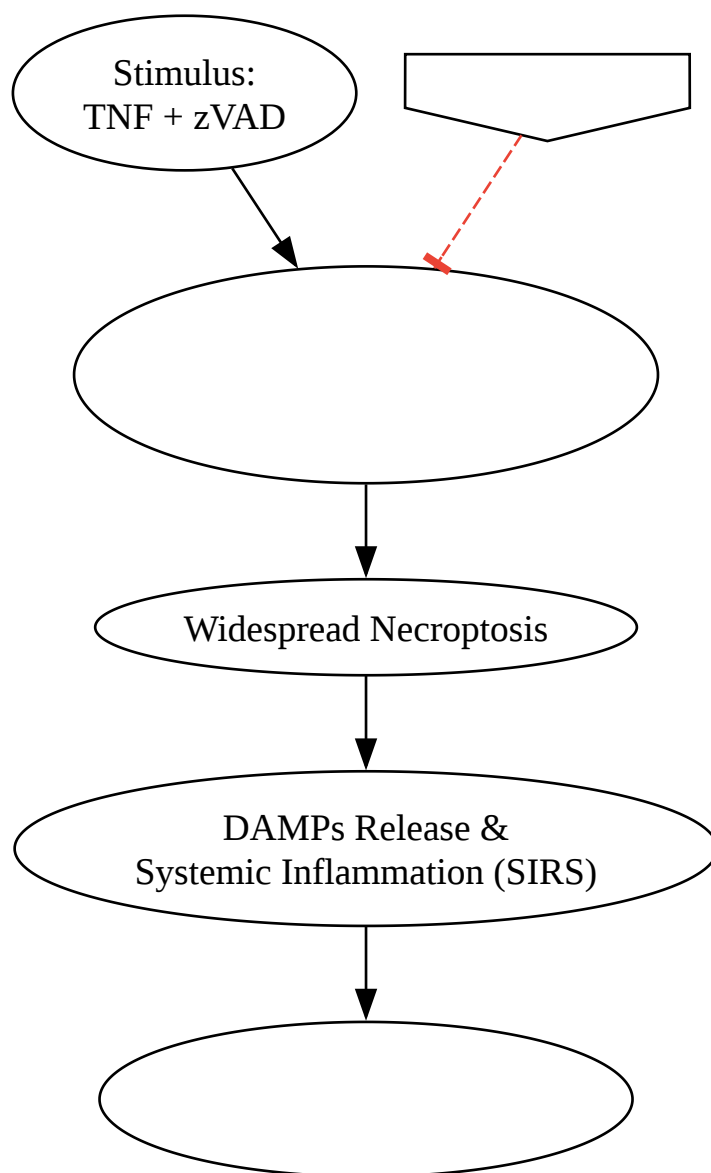 Stimulus:
TNF + zVAD
Widespread Necroptosis
DAMPs Release &
Systemic Inflammation (SIRS)